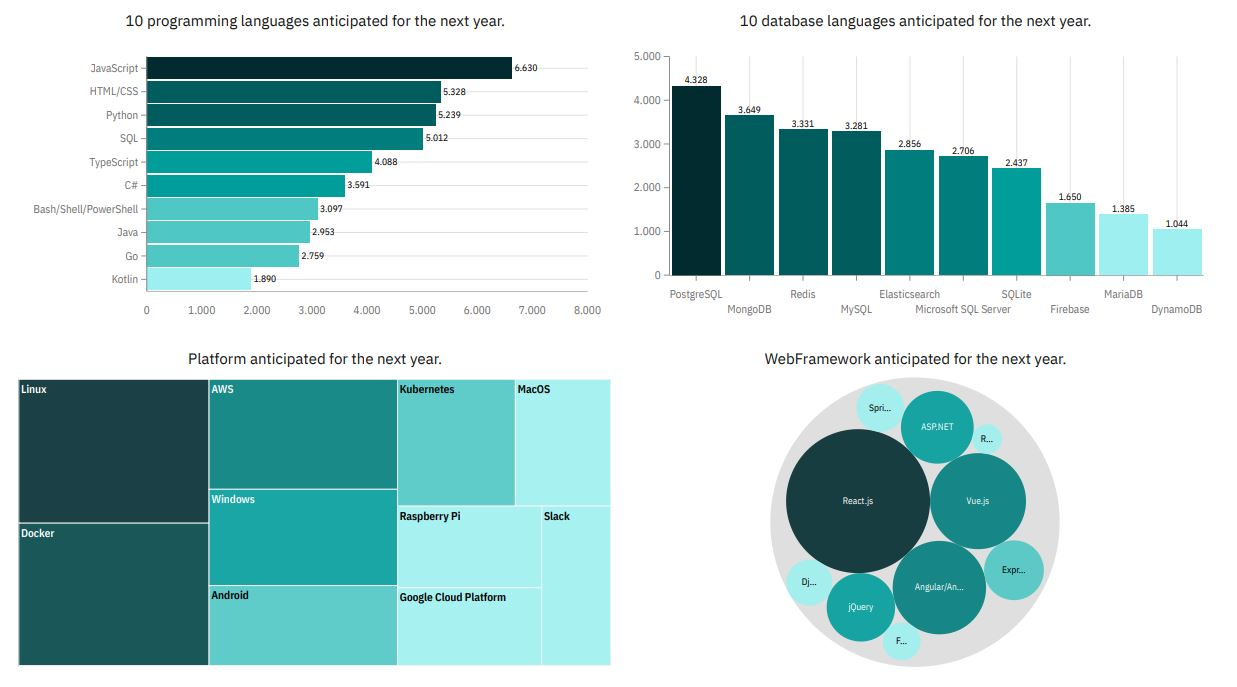 10 programming languages anticipated for the next year.
JavaScript 6.630
HTML/CSS 5.328
Python 5.239
SQL 5.012
TypeScript 4.088
C# 3.591
Bash/Shell/PowerShell 3.097
Java 2.953
Go 2.759
Kotlin 1.890
0 1.000 2.000 3.000 4.000 5.000 6.000 7.000 8.000
10 database languages anticipated for the next year.
5.000
4.000
3.000
2.000
1.000
0
4.328 3.649 3.331 3.281 2.856 2.706 2.437 1.650 1.385 1.044
PostgreSQL Redis Elasticsearch SQLite MariaDB
MongoDB MySQL Microsoft SQL Server Firebase DynamoDB
Platform anticipated for the next year.
Linux AWS Kubernetes MacOS
Windows
Raspberry Pi Slack
Docker
Android Google Cloud Platform
WebFramework anticipated for the next year.
Spri...
ASP.NET
R...
React.js Vue.js
Expr...
Dj... Angular/An...
jQuery
F...